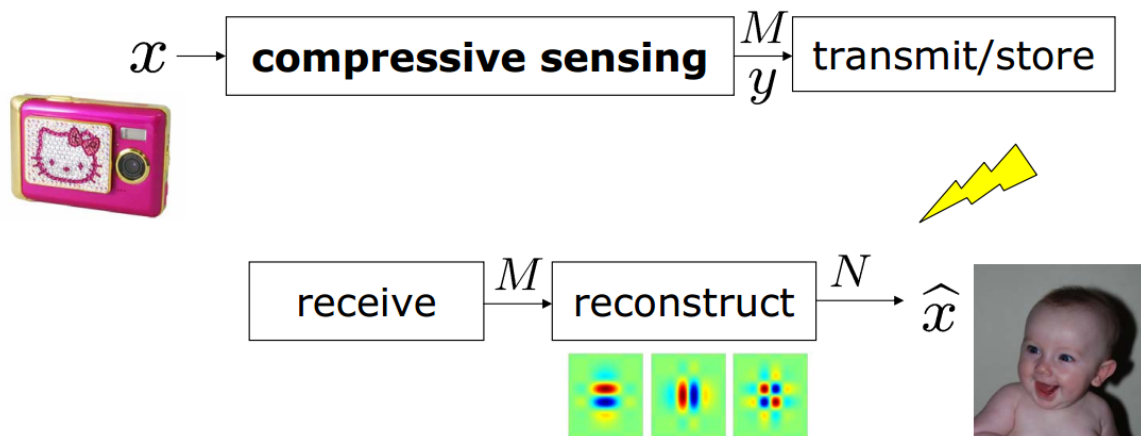 x compressive sensing M transmit/store
y
receive M reconstruct N x̂